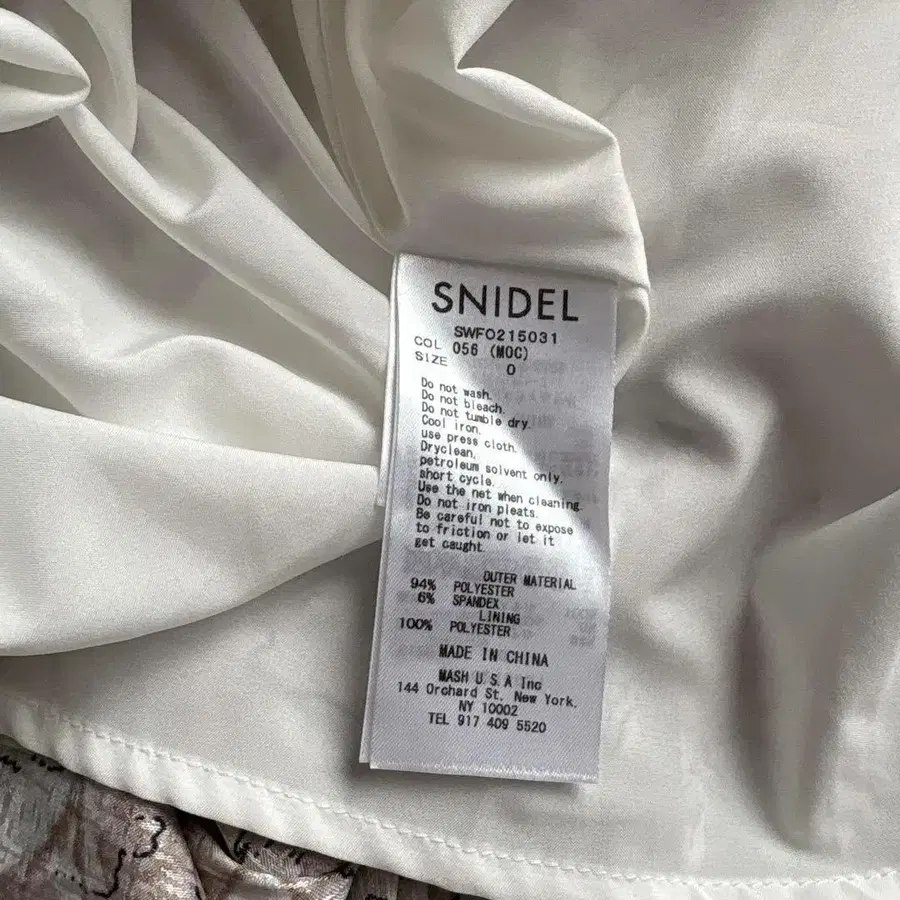 SNIDEL
SWFO215031
COL 056 (MOC)
SIZE 0
Do not wash.
Do not bleach.
Do not tumble dry.
Cool iron.
use press cloth.
Dryclean.
petroleum solvent only.
short cycle.
Use the net when cleaning.
Do not iron pleats.
Be careful not to expose
to friction or let it
get caught.
OUTER MATERIAL
94% POLYESTER
6% SPANDEX
LINING
100% POLYESTER
MADE IN CHINA
MASH U.S.A Inc
144 Orchard St. New York.
NY 10002
TEL 917 409 5520